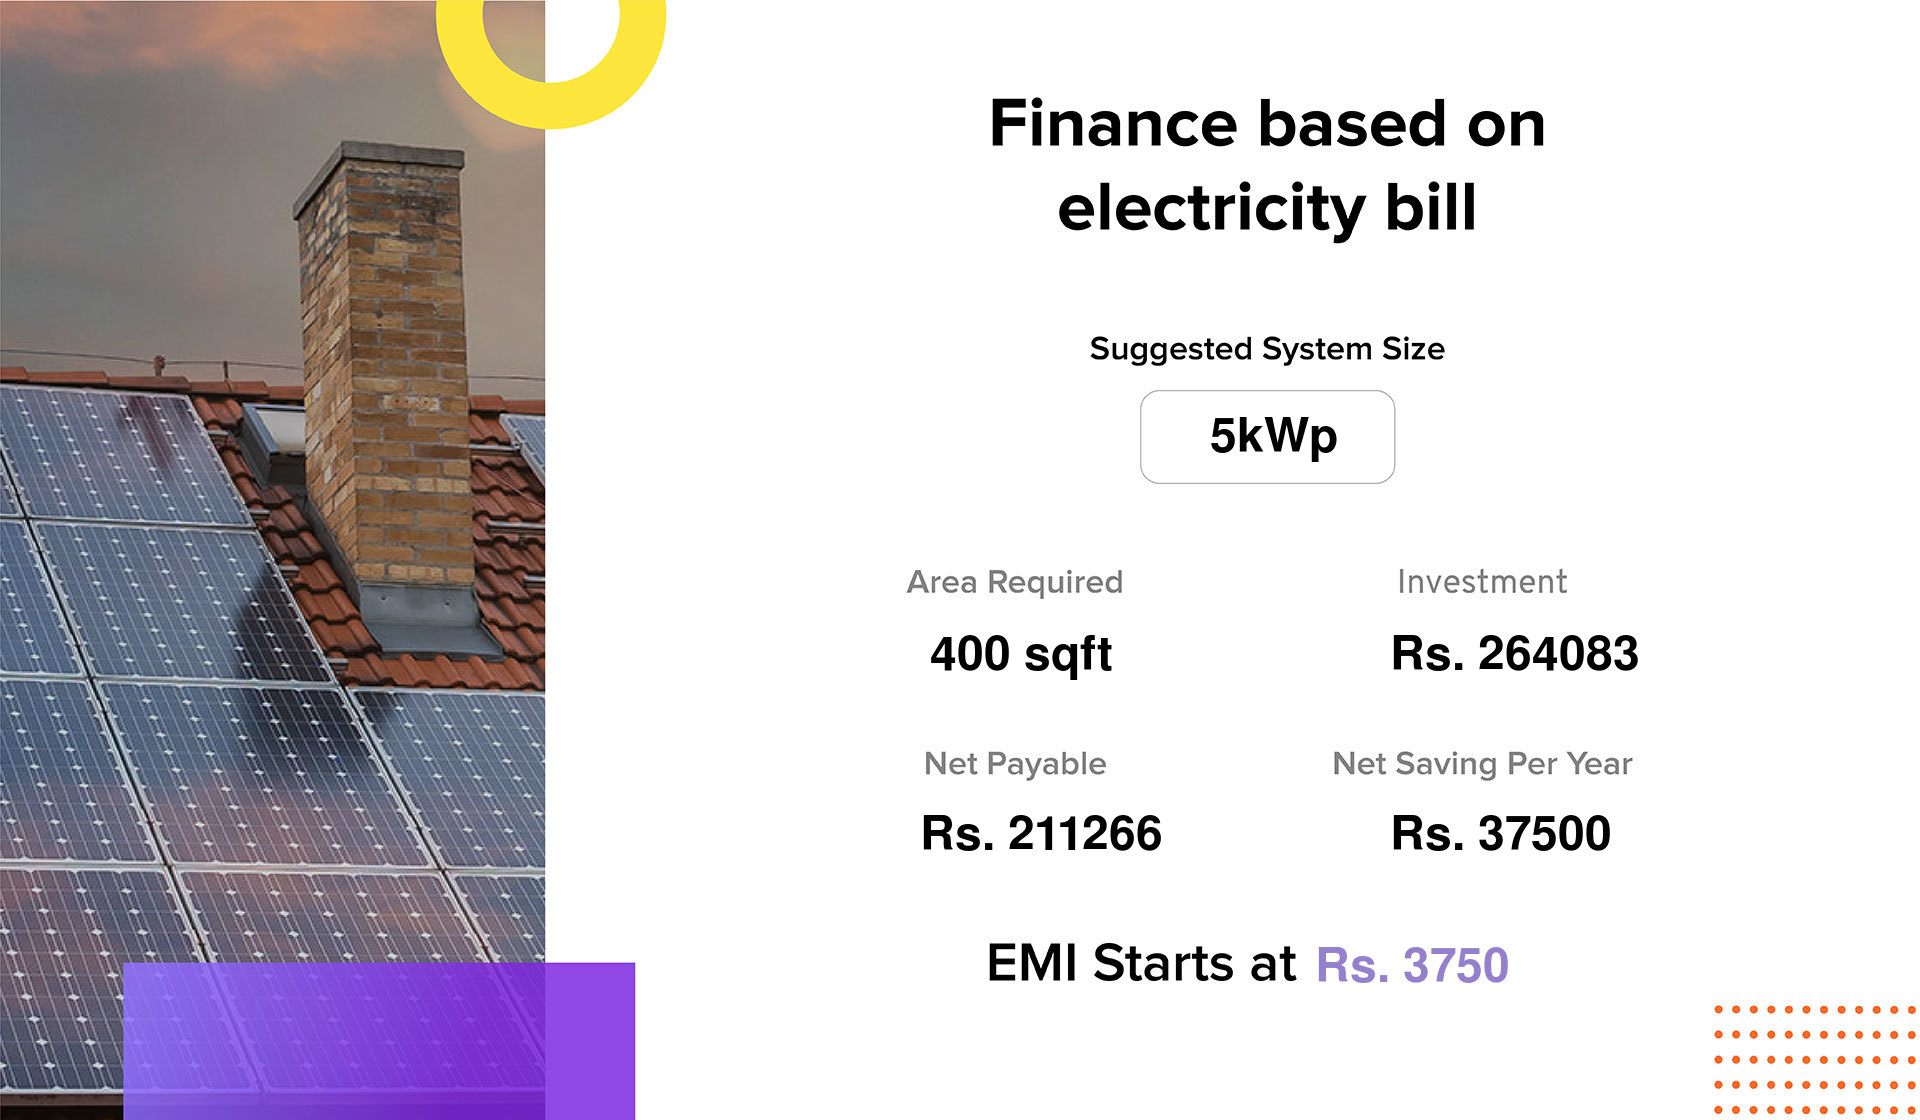 Finance based on
electricity bill
Suggested System Size
5kWp
Area Required
400 sqft
Investment
Rs. 264083
Net Payable
Rs. 211266
Net Saving Per Year
Rs. 37500
EMI Starts at Rs. 3750